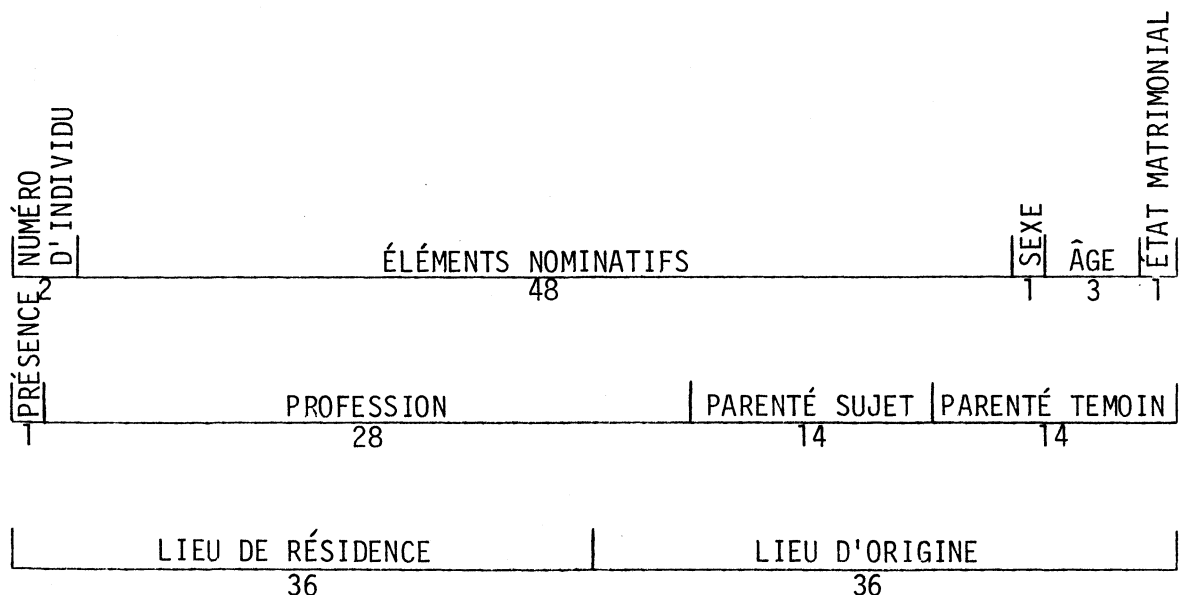 NUMÉRO
D'INDIVIDU
ÉLÉMENTS NOMINATIFS
SEXE
ÂGE
ÉTAT MATRIMONIAL
2
48
1
3
1
PRÉSENCE
PROFESSION
PARENTÉ SUJET
PARENTÉ TEMOIN
1
28
14
14
LIEU DE RÉSIDENCE
LIEU D'ORIGINE
36
36